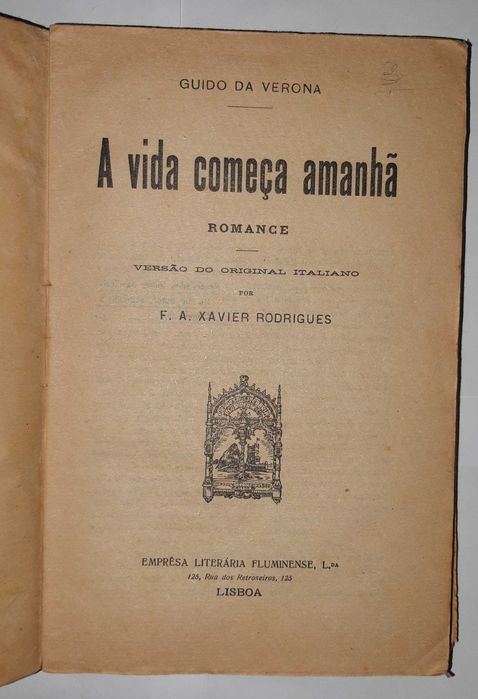 GUIDO DA VERONA
A vida começa amanhã
ROMANCE
VERSÃO DO ORIGINAL ITALIANO
POR
F. A. XAVIER RODRIGUES
EMPRÊSA LITERÁRIA FLUMINENSE, L.DA
125, Rua dos Retroseiros, 125
LISBOA